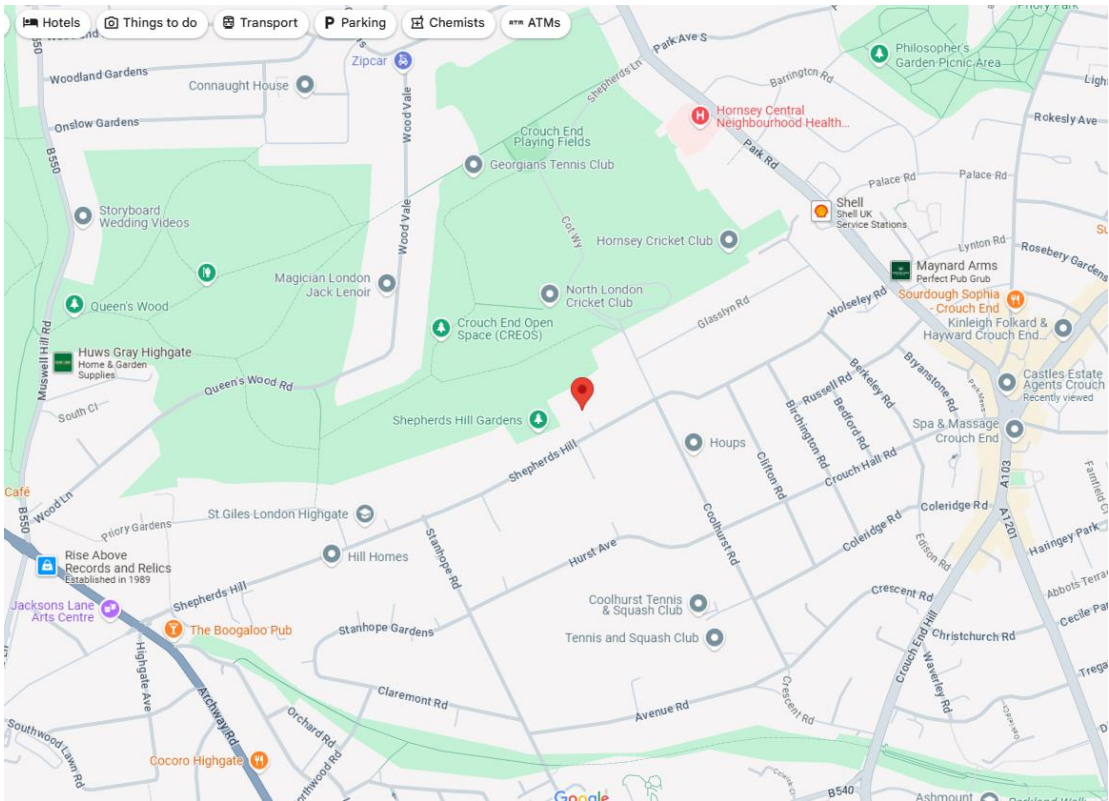 Hotels
Things to do
Transport
Parking
Chemists
ATMs
Park Ave S
Priory Park
Philosopher's
Garden Picnic Area
Zipcar
Woodland Gardens
Connaught House
Shepherds Ln
Barrington Rd
Onslow Gardens
B550
Wood Vale
Crouch End
Playing Fields
Hornsey Central
Neighbourhood Health...
Rokesly Ave
Georgians Tennis Club
Park Rd
Palace Rd
Palace Rd
Storyboard
Wedding Videos
Wood Vale
Cot Wy
Hornsey Cricket Club
Shell
Shell UK
Service Stations
Lynton Rd
Rosebery Gardens
Magician London
Jack Lenoir
North London
Cricket Club
Maynard Arms
Perfect Pub Grub
Queen's Wood
Glasslyn Rd
Wolseley Rd
Sourdough Sophia
- Crouch End
Crouch End Open
Space (CREOS)
Kinleigh Folkard &
Hayward Crouch End...
Muswell Hill Rd
Huws Gray Highgate
Home & Garden
Supplies
Queen's Wood Rd
Russell Rd
Berkeley Rd
Bryanstone Rd
Park Mews
Castles Estate
Agents Crouch
Recently viewed
South Cl
Shepherds Hill Gardens
Birchington Rd
Bedford Rd
Spa & Massage
Crouch End
Houps
Shepherds Hill
Clifton Rd
Crouch Hall Rd
A103
Farnfield Cl
Café
B550
Wood Ln
Priory Gardens
St Giles London Highgate
Coolhurst Rd
Coleridge Rd
Coleridge Rd
A1201
Haringey Park
Edison Rd
Stanhope Rd
Hurst Ave
Hill Homes
Rise Above
Records and Relics
Established in 1989
Abbots Terra
Shepherds Hill
Jacksons Lane
Arts Centre
Coolhurst Tennis
& Squash Club
Crescent Rd
Cecile Par
The Boogaloo Pub
Stanhope Gardens
Tennis and Squash Club
Crouch End Hill
Christchurch Rd
Waverley Rd
Highgate Ave
Claremont Rd
Crescent Rd
Archway Rd
Orchard Rd
Avenue Rd
Southwood Lawn Rd
Cocoro Highgate
Northwood Rd
Google
B540
Ashmount
Parkland Walk